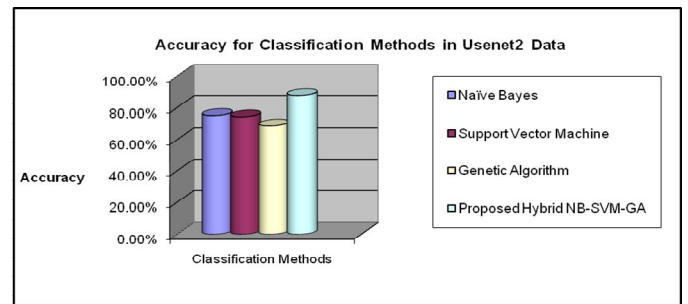 Accuracy for Classification Methods in Usenet2 Data
100.00%
80.00%
60.00%
40.00%
20.00%
0.00%
Accuracy
Classification Methods
Naïve Bayes
Support Vector Machine
Genetic Algorithm
Proposed Hybrid NB-SVM-GA